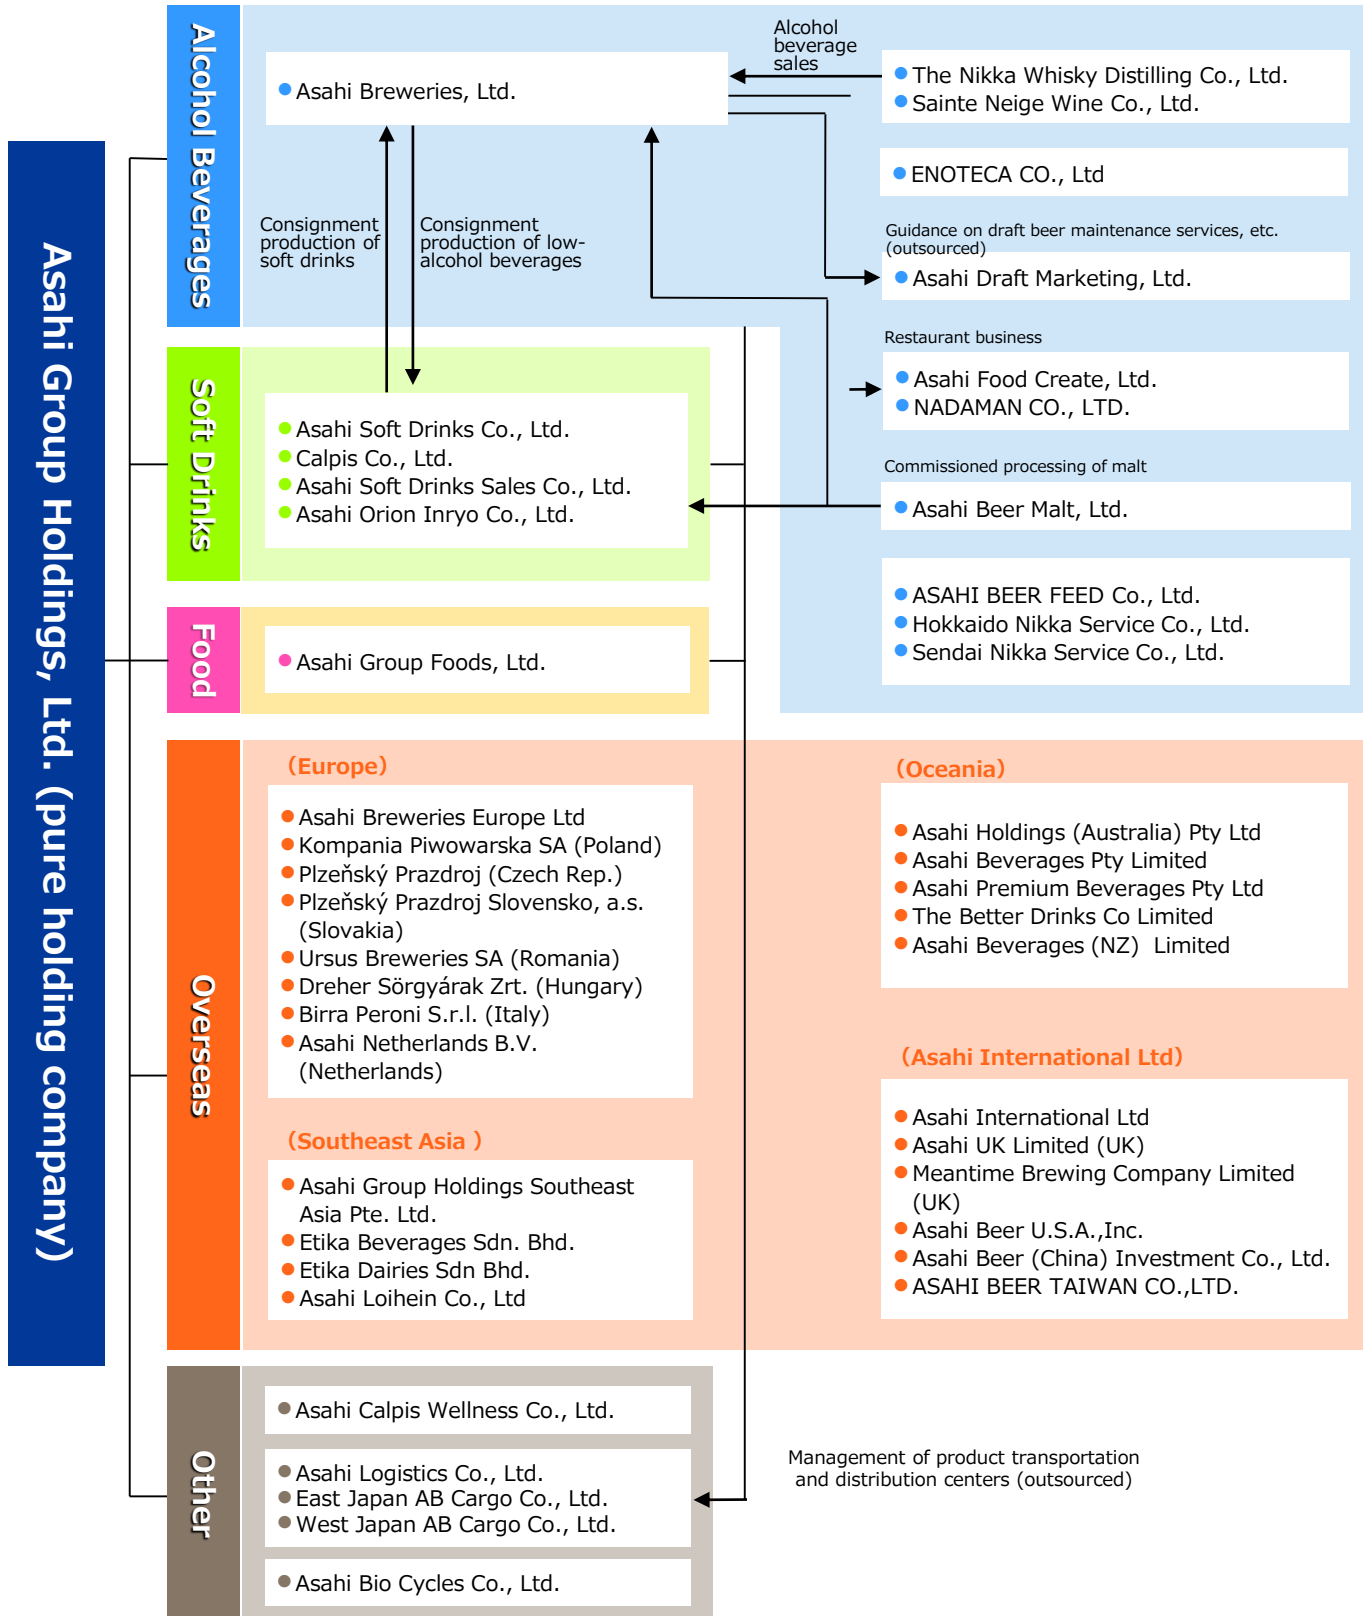 Asahi Group Holdings, Ltd. (pure holding company)
Alcohol Beverages
Asahi Breweries, Ltd.
Alcohol
beverage
sales
The Nikka Whisky Distilling Co., Ltd.
Sainte Neige Wine Co., Ltd.
ENOTECA CO., Ltd
Consignment
production of
soft drinks
Consignment
production of low-
alcohol beverages
Guidance on draft beer maintenance services, etc.
(outsourced)
Asahi Draft Marketing, Ltd.
Restaurant business
Asahi Food Create, Ltd.
NADAMAN CO., LTD.
Commissioned processing of malt
Asahi Beer Malt, Ltd.
ASAHI BEER FEED Co., Ltd.
Hokkaido Nikka Service Co., Ltd.
Sendai Nikka Service Co., Ltd.
Soft Drinks
Asahi Soft Drinks Co., Ltd.
Calpis Co., Ltd.
Asahi Soft Drinks Sales Co., Ltd.
Asahi Orion Inryo Co., Ltd.
Food
Asahi Group Foods, Ltd.
Overseas
(Europe)
Asahi Breweries Europe Ltd
Kompania Piwowarska SA (Poland)
Plzeňský Prazdroj (Czech Rep.)
Plzeňský Prazdroj Slovensko, a.s.
(Slovakia)
Ursus Breweries SA (Romania)
Dreher Sörgyárak Zrt. (Hungary)
Birra Peroni S.r.l. (Italy)
Asahi Netherlands B.V.
(Netherlands)
(Southeast Asia )
Asahi Group Holdings Southeast
Asia Pte. Ltd.
Etika Beverages Sdn. Bhd.
Etika Dairies Sdn Bhd.
Asahi Loihein Co., Ltd
(Oceania)
Asahi Holdings (Australia) Pty Ltd
Asahi Beverages Pty Limited
Asahi Premium Beverages Pty Ltd
The Better Drinks Co Limited
Asahi Beverages (NZ) Limited
(Asahi International Ltd)
Asahi International Ltd
Asahi UK Limited (UK)
Meantime Brewing Company Limited
(UK)
Asahi Beer U.S.A.,Inc.
Asahi Beer (China) Investment Co., Ltd.
ASAHI BEER TAIWAN CO.,LTD.
Other
Asahi Calpis Wellness Co., Ltd.
Asahi Logistics Co., Ltd.
East Japan AB Cargo Co., Ltd.
West Japan AB Cargo Co., Ltd.
Asahi Bio Cycles Co., Ltd.
Management of product transportation
and distribution centers (outsourced)